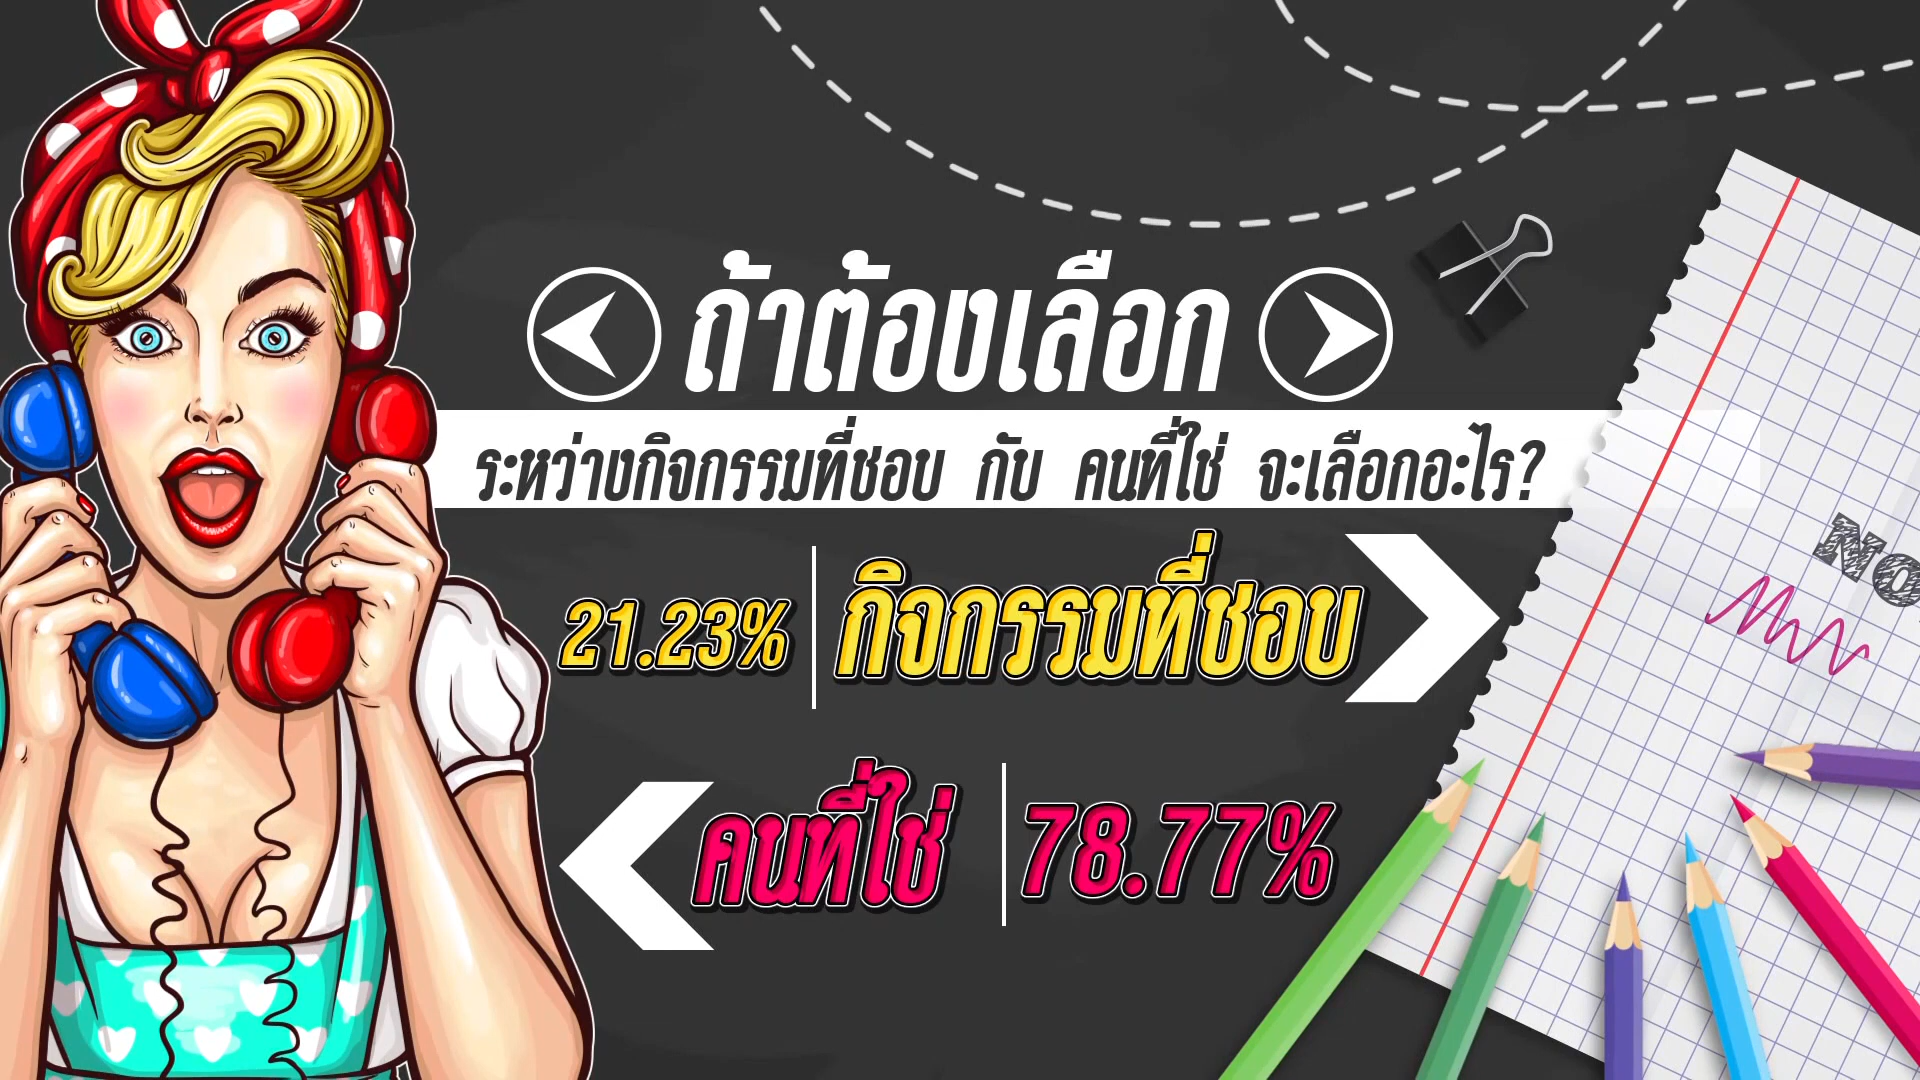 ถ้าต้องเลือก
ระหว่างกิจกรรมที่ชอบ กับ คนที่ใช่ จะเลือกอะไร?
21.23% กิจกรรมที่ชอบ
คนที่ใช่ 78.77%